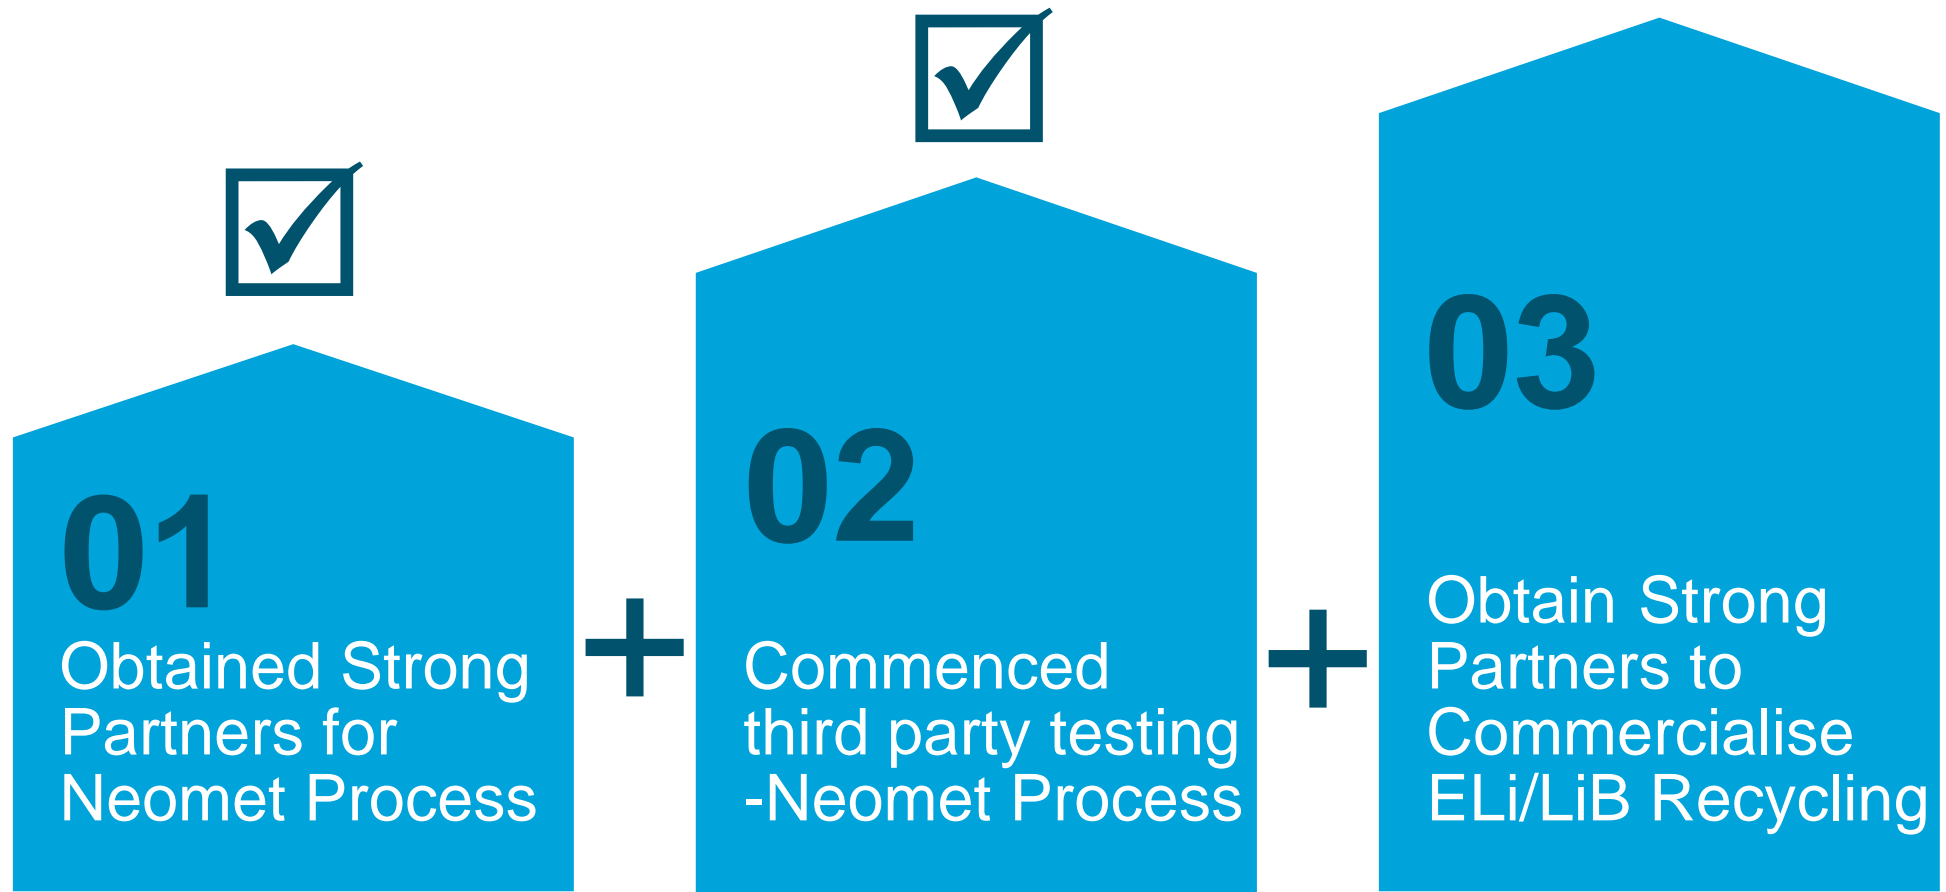 01
Obtained Strong
Partners for
Neomet Process
+
02
Commenced
third party testing
-Neomet Process
+
03
Obtain Strong
Partners to
Commercialise
ELi/LiB Recycling